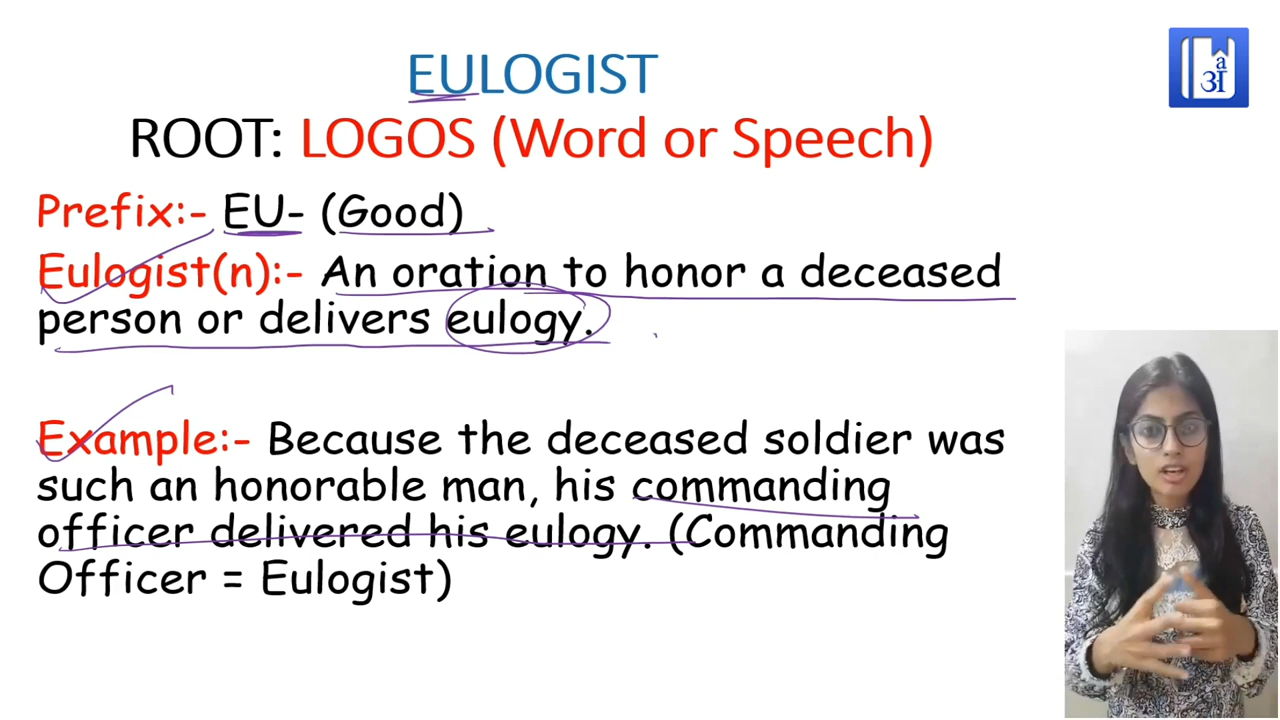 EULOGIST
ROOT: LOGOS (Word or Speech)
Prefix:- EU- (Good)
Eulogist(n):- An oration to honor a deceased
person or delivers eulogy.
Example:- Because the deceased soldier was
such an honorable man, his commanding
officer delivered his eulogy. (Commanding
Officer = Eulogist)
a
अ